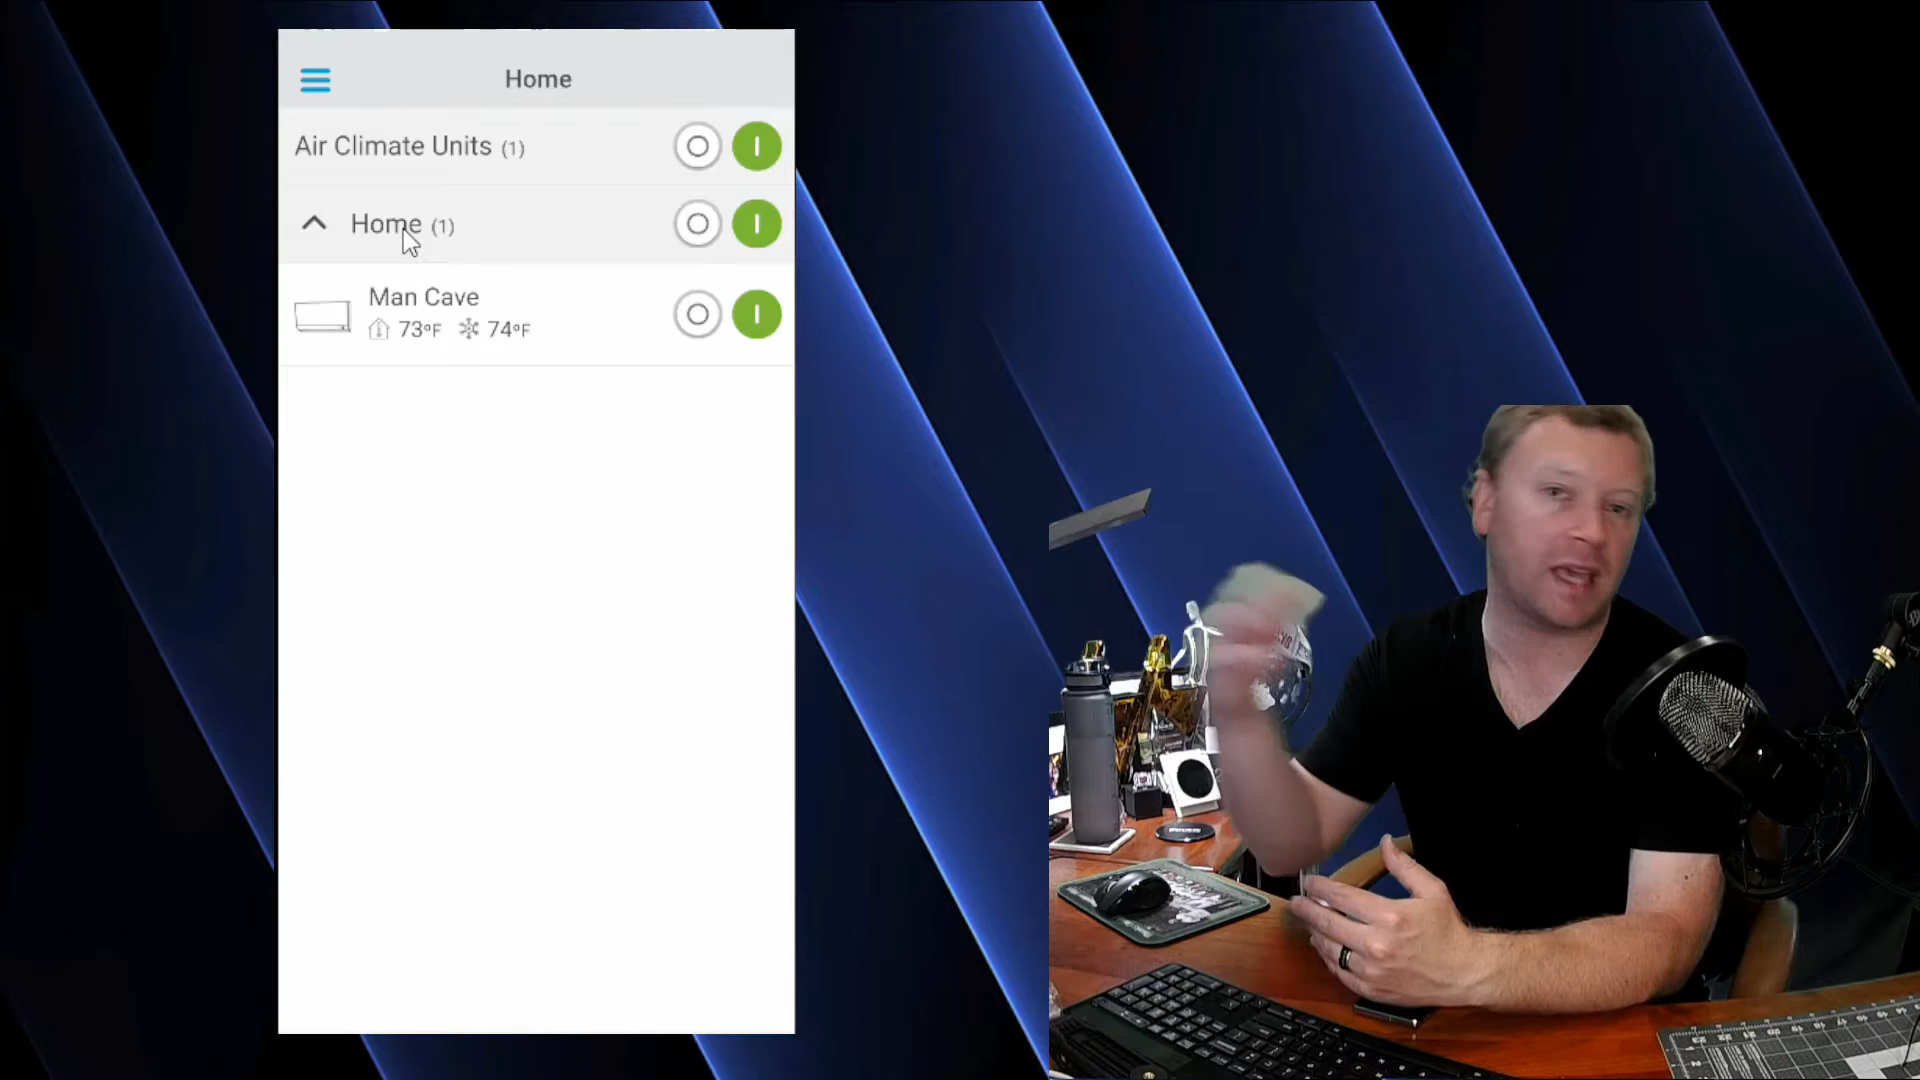 Home
Air Climate Units (1)
Home (1)
Man Cave
73°F 74°F